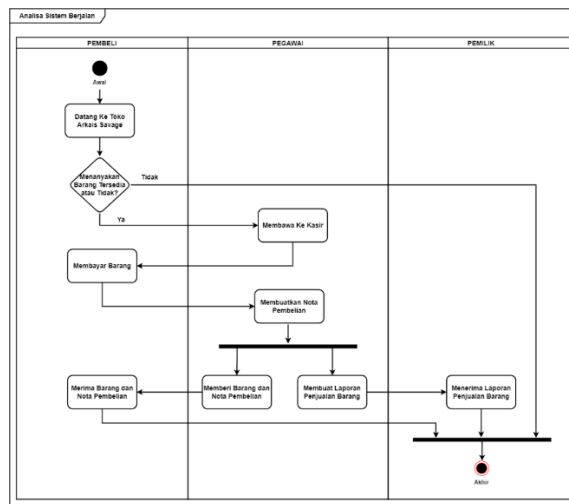 Analisa Sistem Berjalan
PEMBELI
PEGAWAI
PEMILIK
Awal
Datang Ke Toko
Arkais Savage
Menanyakan
Barang Tersedia
atau Tidak?
Tidak
Ya
Membawa Ke Kasir
Membayar Barang
Membuatkan Nota
Pembelian
Merima Barang dan
Nota Pembelian
Memberi Barang dan
Nota Pembelian
Membuat Laporan
Penjualan Barang
Menerima Laporan
Penjualan Barang
Akhir